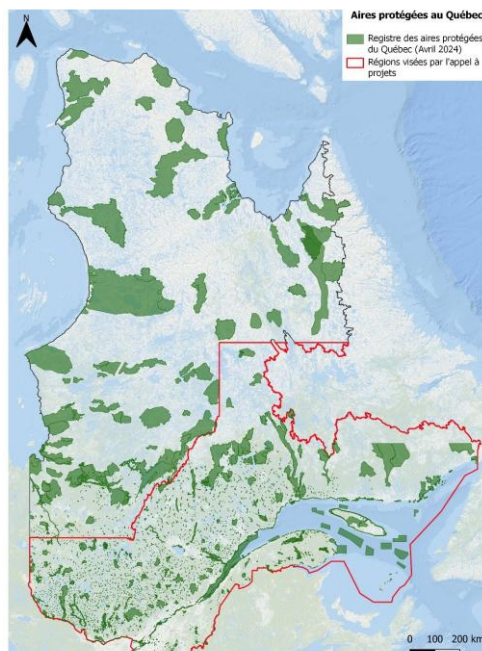 N
Aires protégées au Québec
Registre des aires protégées
du Québec (Avril 2024)
Régions visées par l'appel à
projets
0 100 200 km